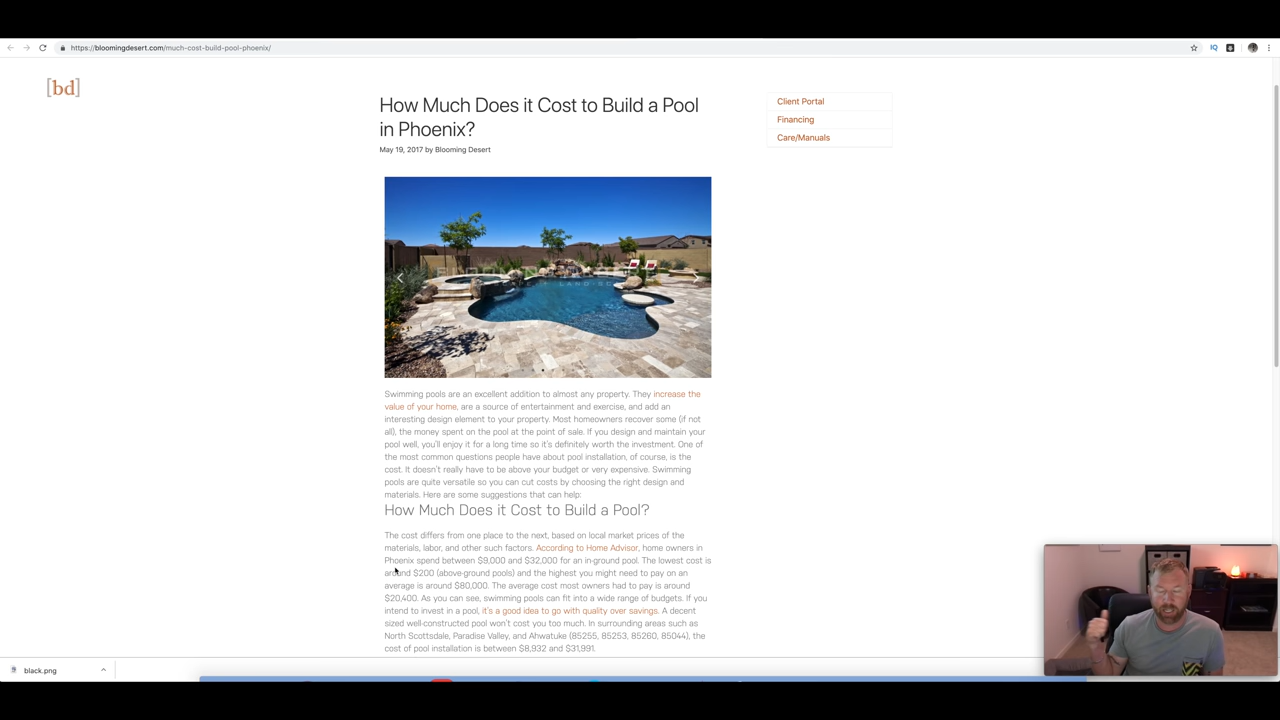 https://bloomingdesert.com/much-cost-build-pool-phoenix/
IQ
[bd]
How Much Does it Cost to Build a Pool
in Phoenix?
May 19, 2017 by Blooming Desert
Client Portal
Financing
Care/Manuals
Swimming pools are an excellent addition to almost any property. They increase the
value of your home, are a source of entertainment and exercise, and add an
interesting design element to your property. Most homeowners recover some (if not
all), the money spent on the pool at the point of sale. If you design and maintain your
pool well, you'll enjoy it for a long time so it's definitely worth the investment. One of
the most common questions people have about pool installation, of course, is the
cost. It doesn't really have to be above your budget or very expensive. Swimming
pools are quite versatile so you can cut costs by choosing the right design and
materials. Here are some suggestions that can help:
How Much Does it Cost to Build a Pool?
The cost differs from one place to the next, based on local market prices of the
materials, labor, and other such factors. According to Home Advisor, home owners in
Phoenix spend between $9,000 and $32,000 for an in-ground pool. The lowest cost is
around $200 (above-ground pools) and the highest you might need to pay on an
average is around $80,000. The average cost most owners had to pay is around
$20,400. As you can see, swimming pools can fit into a wide range of budgets. If you
intend to invest in a pool, it's a good idea to go with quality over savings. A decent
sized well-constructed pool won't cost you too much. In surrounding areas such as
North Scottsdale, Paradise Valley, and Ahwatuke (85255, 85253, 85260, 85044), the
cost of pool installation is between $8,932 and $31,991.
black.png